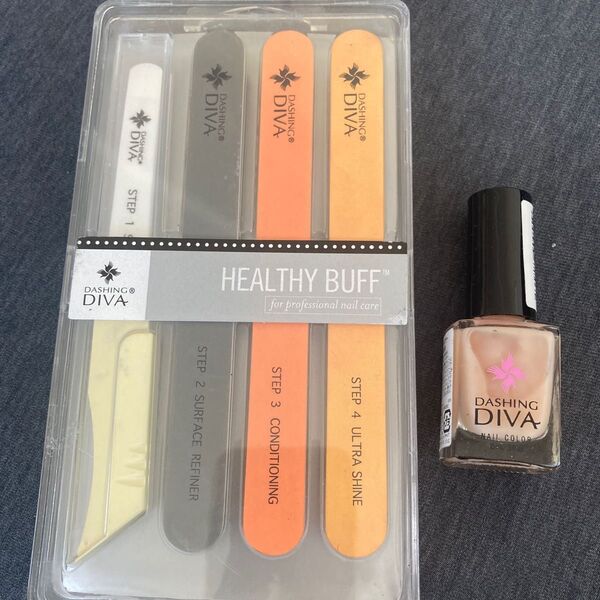 DASHING®
DIVA
STEP 1
DASHING®
DIVA
STEP 2 SURFACE REFINER
DASHING®
DIVA
STEP 3 CONDITIONING
DASHING®
DIVA
STEP 4 ULTRA SHINE
DASHING®
DIVA
HEALTHY BUFF™
for professional nail care
DASHING
DIVA
NAIL COLOR